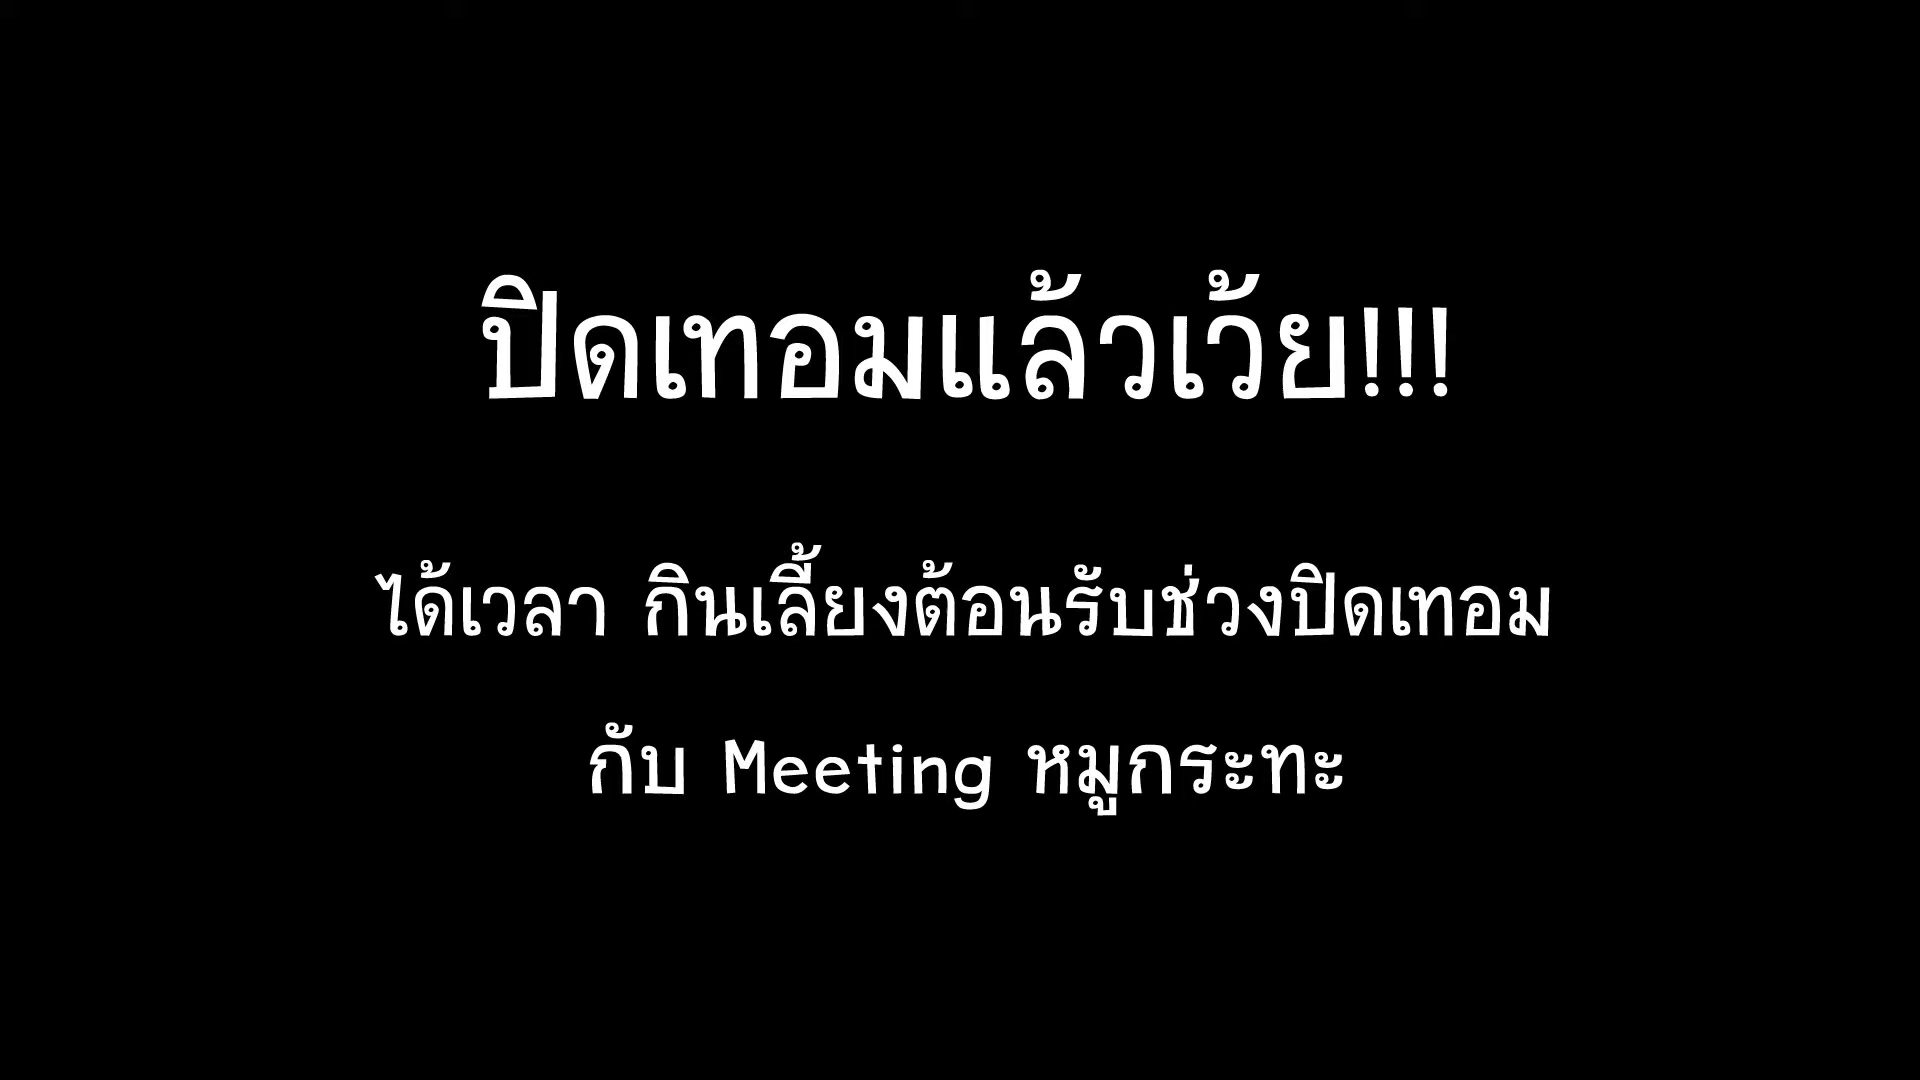 ปิดเทอมแล้วเว้ย!!!
ได้เวลา กินเลี้ยงต้อนรับช่วงปิดเทอม
กับ Meeting หมูกระทะ